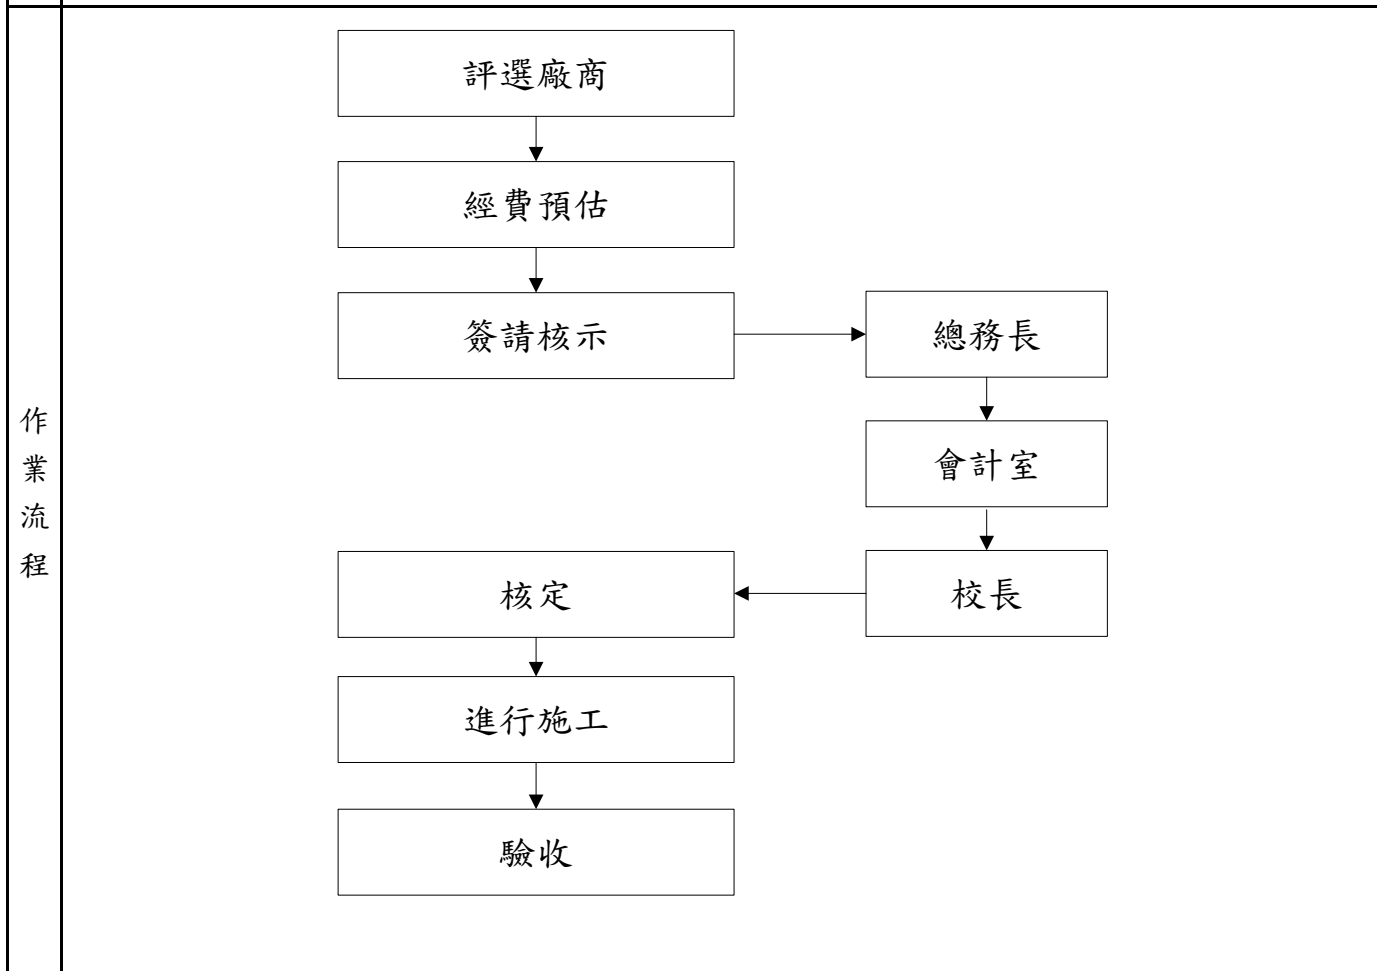 評選廠商
經費預估
簽請核示
總務長
會計室
校長
核定
進行施工
驗收
作業流程